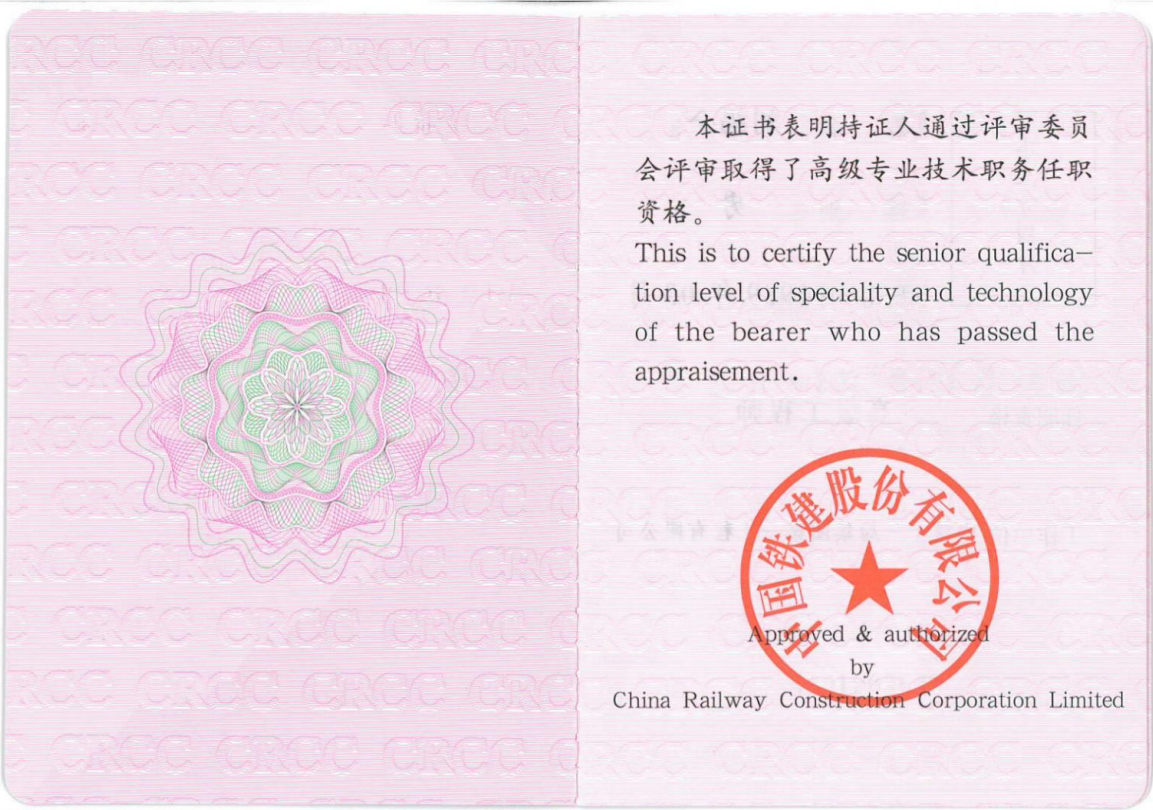 本证书表明持证人通过评审委员
会评审取得了高级专业技术职务任职
资格。
This is to certify the senior qualifica-
tion level of speciality and technology
of the bearer who has passed the
appraisement.
中国铁建股份有限公司
Approved & authorized
by
China Railway Construction Corporation Limited
CRCC